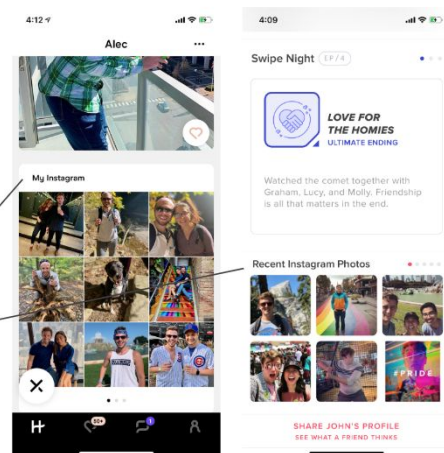 4:12
Alec
My Instagram
50+
1
4:09
Swipe Night EP/4
LOVE FOR
THE HOMIES
ULTIMATE ENDING
Watched the comet together with
Graham, Lucy, and Molly. Friendship
is all that matters in the end.
Recent Instagram Photos
#PRIDE
SHARE JOHN'S PROFILE
SEE WHAT A FRIEND THINKS